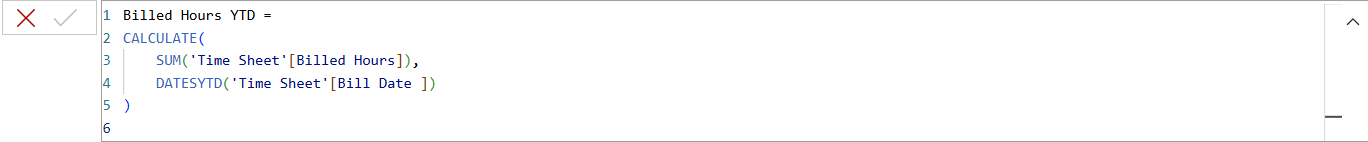 1 Billed Hours YTD =
2 CALCULATE(
3     SUM('Time Sheet'[Billed Hours]),
4     DATESYTD('Time Sheet'[Bill Date ])
5 )
6